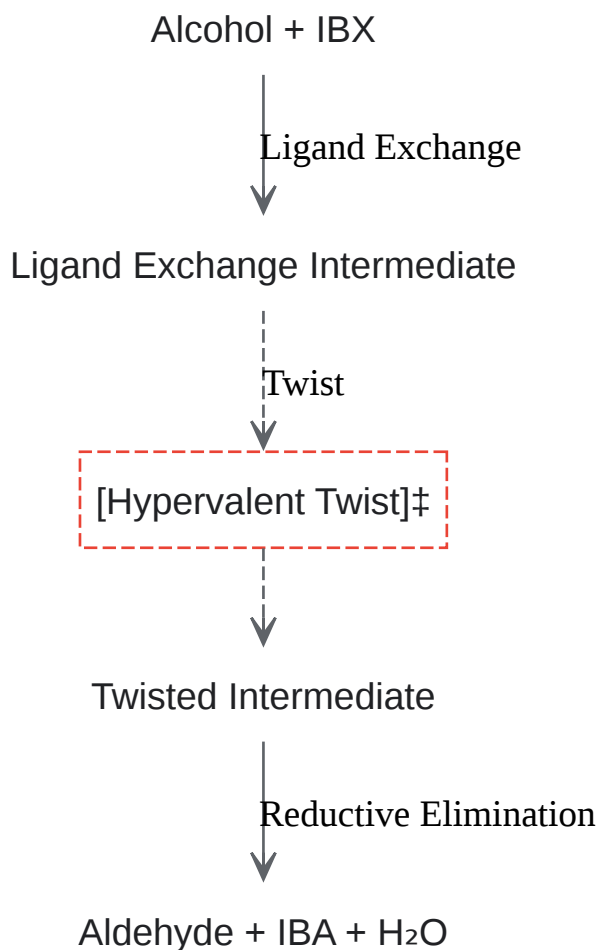 Alcohol + IBX
Ligand Exchange
Ligand Exchange Intermediate
Twist
[Hypervalent Twist]‡
Twisted Intermediate
Reductive Elimination
Aldehyde + IBA + H₂O